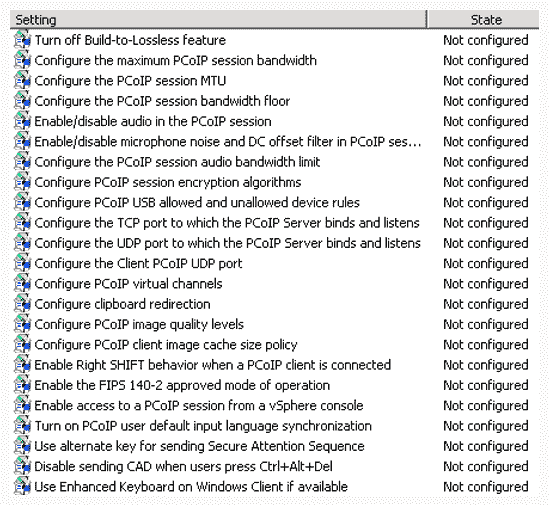 Setting State
Turn off Build-to-Lossless feature Not configured
Configure the maximum PCoIP session bandwidth Not configured
Configure the PCoIP session MTU Not configured
Configure the PCoIP session bandwidth floor Not configured
Enable/disable audio in the PCoIP session Not configured
Enable/disable microphone noise and DC offset filter in PCoIP ses... Not configured
Configure the PCoIP session audio bandwidth limit Not configured
Configure PCoIP session encryption algorithms Not configured
Configure PCoIP USB allowed and unallowed device rules Not configured
Configure the TCP port to which the PCoIP Server binds and listens Not configured
Configure the UDP port to which the PCoIP Server binds and listens Not configured
Configure the Client PCoIP UDP port Not configured
Configure PCoIP virtual channels Not configured
Configure clipboard redirection Not configured
Configure PCoIP image quality levels Not configured
Configure PCoIP client image cache size policy Not configured
Enable Right SHIFT behavior when a PCoIP client is connected Not configured
Enable the FIPS 140-2 approved mode of operation Not configured
Enable access to a PCoIP session from a vSphere console Not configured
Turn on PCoIP user default input language synchronization Not configured
Use alternate key for sending Secure Attention Sequence Not configured
Disable sending CAD when users press Ctrl+Alt+Del Not configured
Use Enhanced Keyboard on Windows Client if available Not configured